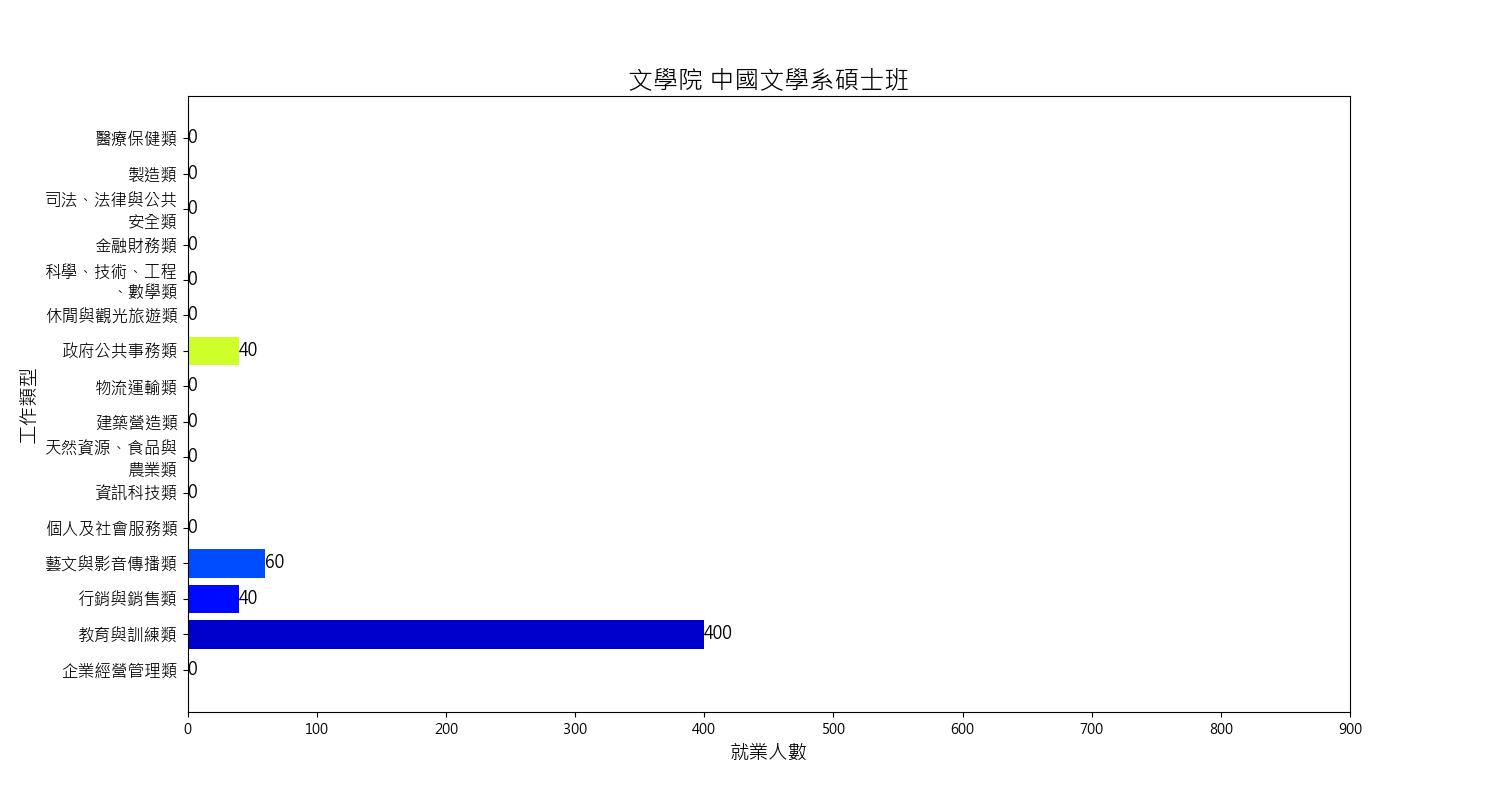 文學院 中國文學系碩士班
醫療保健類 0
製造類 0
司法、法律與公共
安全類 0
金融財務類 0
科學、技術、工程
、數學類 0
休閒與觀光旅遊類 0
政府公共事務類 40
物流運輸類 0
建築營造類 0
天然資源、食品與
農業類 0
資訊科技類 0
個人及社會服務類 0
藝文與影音傳播類 60
行銷與銷售類 40
教育與訓練類 400
企業經營管理類 0
工作類型
0 100 200 300 400 500 600 700 800 900
就業人數